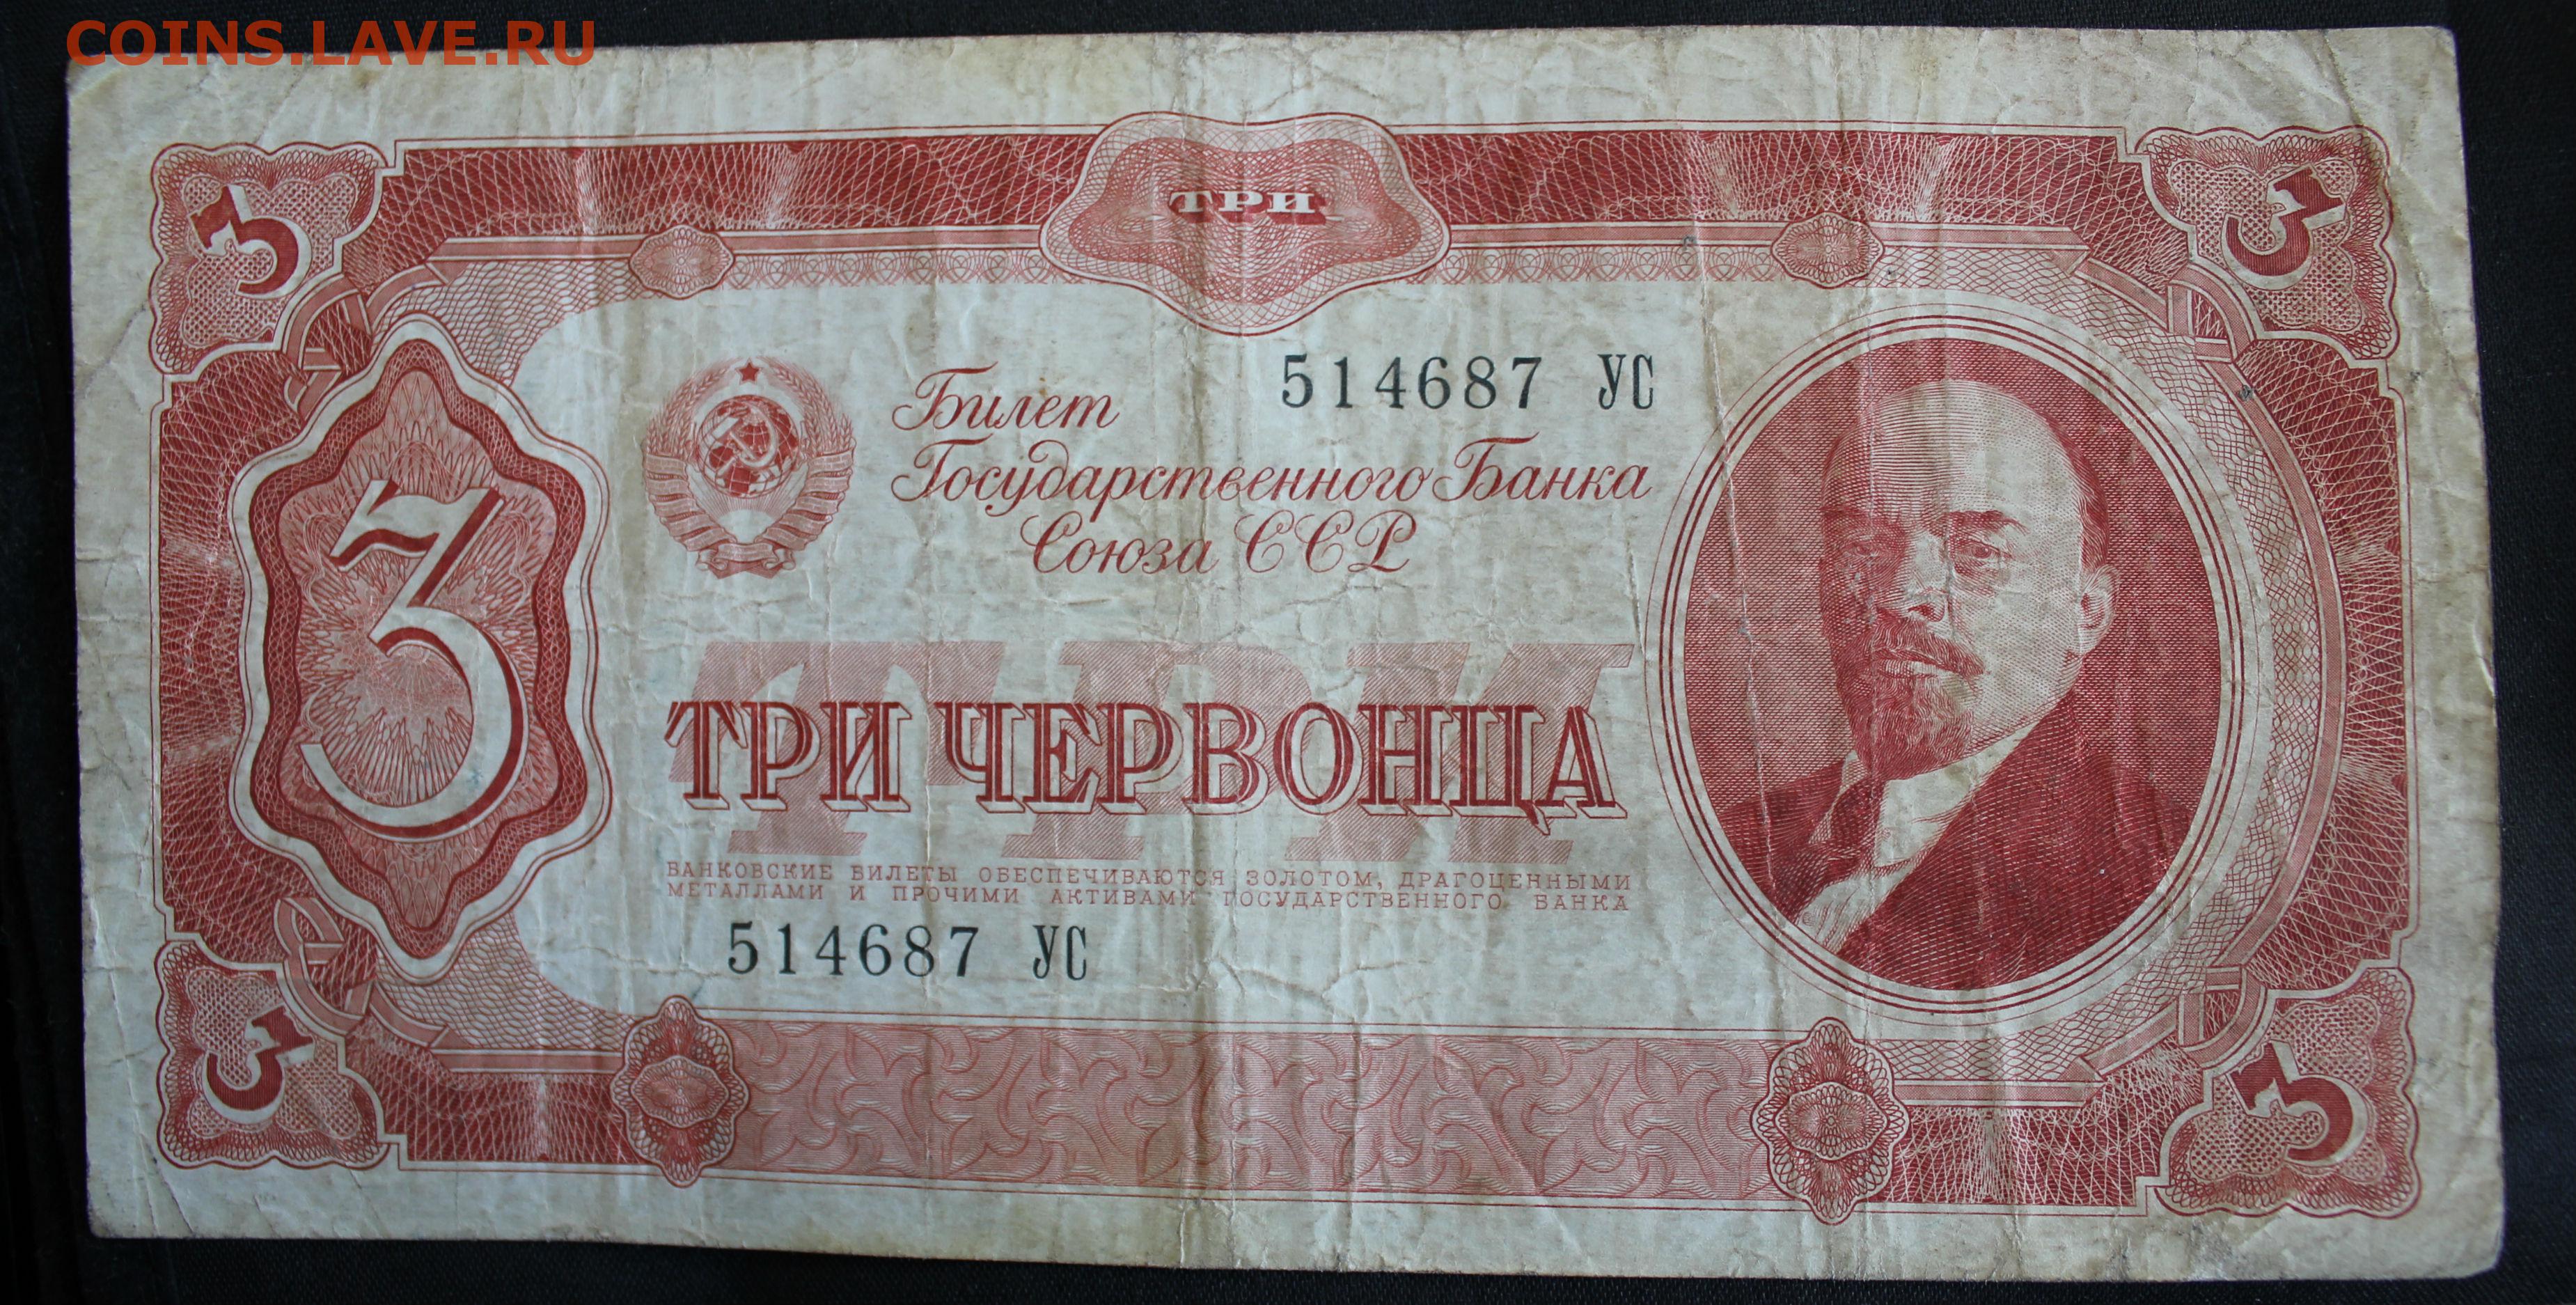 COINS.LAVE.RU
3
ТРИ
3
514687 УС
Билет
Государственного Банка
Союза ССР
3
ТРИ
ТРИ ЧЕРВОНЦА
БАНКОВСКИЕ БИЛЕТЫ ОБЕСПЕЧИВАЮТСЯ ЗОЛОТОМ, ДРАГОЦЕННЫМИ
МЕТАЛЛАМИ И ПРОЧИМИ АКТИВАМИ ГОСУДАРСТВЕННОГО БАНКА
514687 УС
3
3